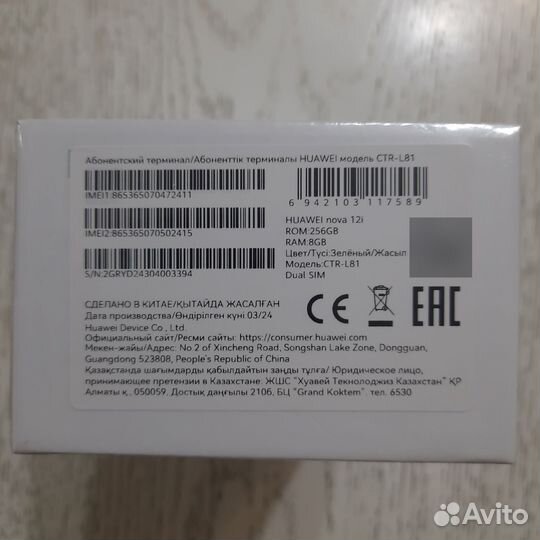 Абонентский терминал/Абоненттік терминалы HUAWEI модель CTR-L81
IMEI1:865365070472411
IMEI2:865365070502415
S/N:2GRYD24304003394
6 942103 117589
HUAWEI nova 12i
ROM:256GB
RAM:8GB
Цвет/Түсі:Зелёный/Жасыл
Модель:CTR-L81
Dual SIM
СДЕЛАНО В КИТАЕ/ҚЫТАЙДА ЖАСАЛҒАН
Дата производства/Өндірілген күні 03/24
Huawei Device Co., Ltd.
Официальный сайт/Ресми сайты: https://consumer.huawei.com
Мекен-жайы/Адрес: No.2 of Xincheng Road, Songshan Lake Zone, Dongguan,
Guangdong 523808, People's Republic of China
Қазақстанда шағымдарды қабылдайтын заңды тұлға/ Юридическое лицо,
принимающее претензии в Казахстане: ЖШС "Хуавей Текнолоджиз Казахстан" ҚР
Алматы қ., 050059, Достық даңғылы 210б, БЦ "Grand Koktem". тел. 6530
CE
EAC
Avito